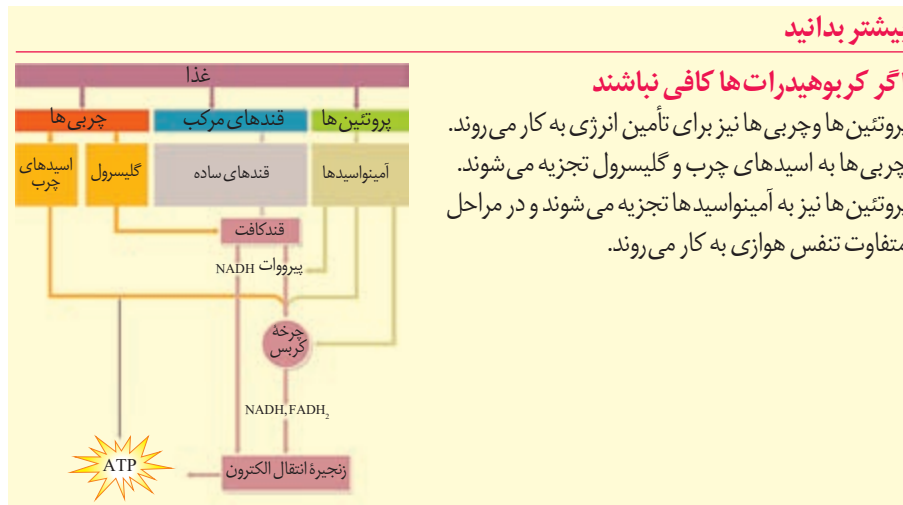 بیشتر بدانید
اگر کربوهیدرات‌ها کافی نباشند
پروتئین‌ها وچربی‌ها نیز برای تأمین انرژی به کار می‌روند.
چربی‌ها به اسیدهای چرب و گلیسرول تجزیه می‌شوند.
پروتئین‌ها نیز به آمینواسیدها تجزیه می‌شوند و در مراحل
متفاوت تنفس هوازی به کار می‌روند.
غذا
پروتئین‌ها
قندهای مرکب
چربی‌ها
آمینواسیدها
قندهای ساده
گلیسرول
اسیدهای
چرب
قندکافت
پیرووات NADH
چرخهٔ
کربس
NADH, FADH₂
زنجیرهٔ انتقال الکترون
ATP